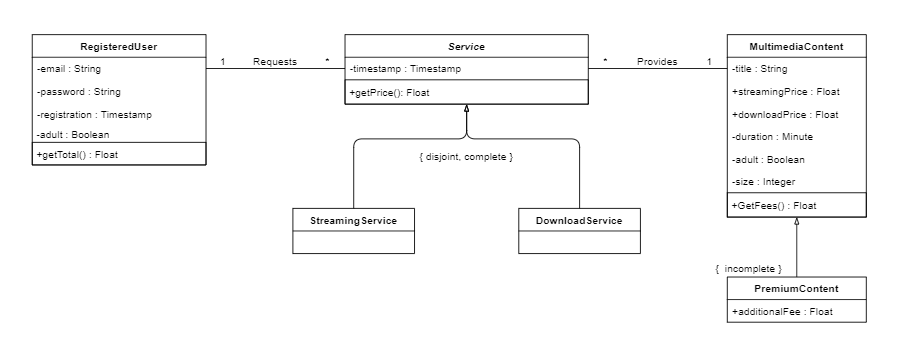 RegisteredUser
-email : String
-password : String
-registration : Timestamp
-adult : Boolean
+getTotal() : Float
1 Requests *
Service
-timestamp : Timestamp
+getPrice(): Float
* Provides 1
MultimediaContent
-title : String
+streamingPrice : Float
+downloadPrice : Float
-duration : Minute
-adult : Boolean
-size : Integer
+GetFees() : Float
{ disjoint, complete }
StreamingService
DownloadService
{ incomplete }
PremiumContent
+additionalFee : Float